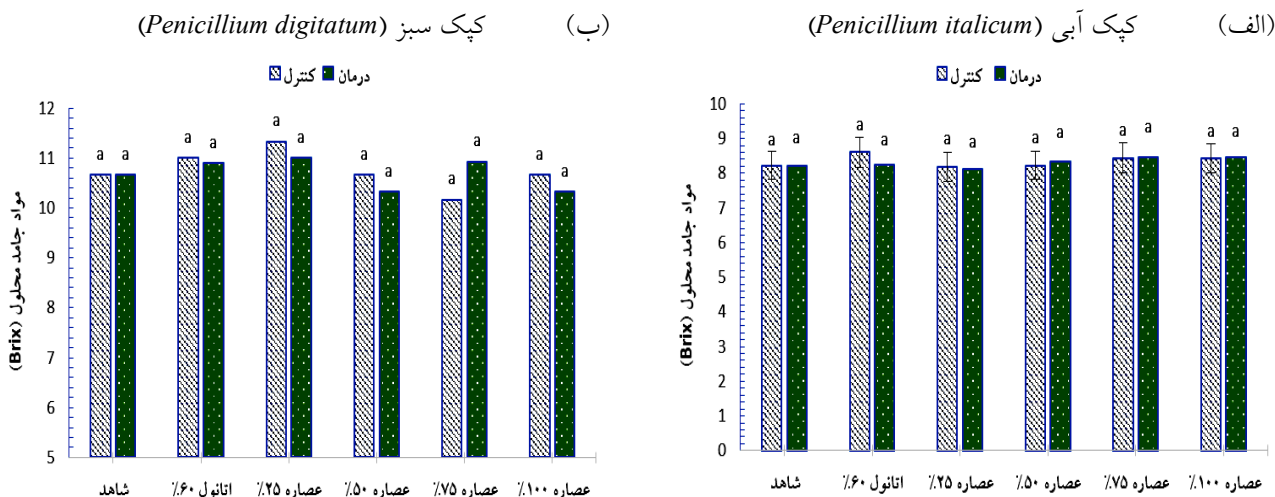 (الف) کپک آبی (Penicillium italicum)
کنترل درمان
مواد جامد محلول (Brix)
10
9
8
7
6
5
4
3
2
1
0
a a a a a a a a a a a a
شاهد اتانول ۶۰٪ عصاره ۲۵٪ عصاره ۵۰٪ عصاره ۷۵٪ عصاره ۱۰۰٪
(ب) کپک سبز (Penicillium digitatum)
کنترل درمان
مواد جامد محلول (Brix)
12
11
10
9
8
7
6
5
a a a a a a a a a a a a
شاهد اتانول ۶۰٪ عصاره ۲۵٪ عصاره ۵۰٪ عصاره ۷۵٪ عصاره ۱۰۰٪